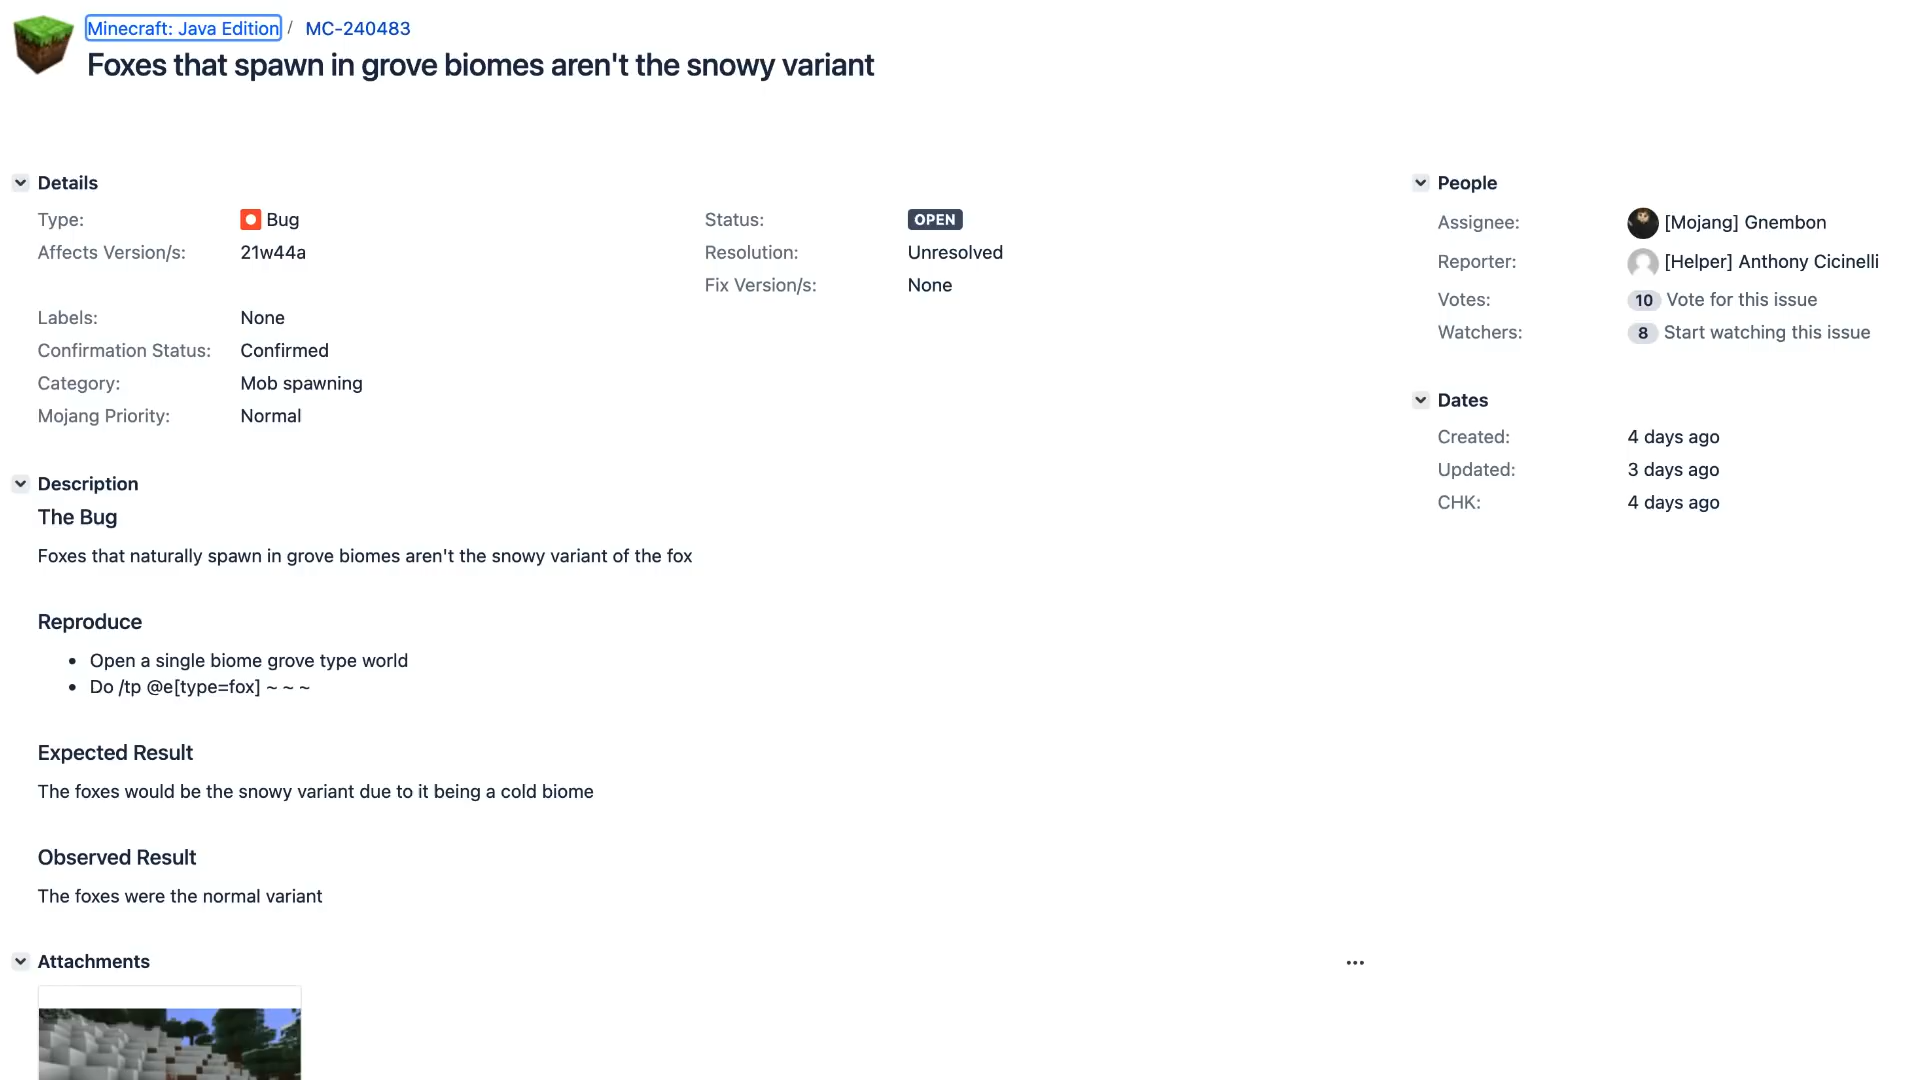 Minecraft: Java Edition / MC-240483
Foxes that spawn in grove biomes aren't the snowy variant
Details
Type: Bug
Status: OPEN
Affects Version/s: 21w44a
Resolution: Unresolved
Fix Version/s: None
Labels: None
Confirmation Status: Confirmed
Category: Mob spawning
Mojang Priority: Normal
Description
The Bug
Foxes that naturally spawn in grove biomes aren't the snowy variant of the fox
Reproduce
• Open a single biome grove type world
• Do /tp @e[type=fox] ~ ~ ~
Expected Result
The foxes would be the snowy variant due to it being a cold biome
Observed Result
The foxes were the normal variant
Attachments
...
People
Assignee: [Mojang] Gnembon
Reporter: [Helper] Anthony Cicinelli
Votes: 10 Vote for this issue
Watchers: 8 Start watching this issue
Dates
Created: 4 days ago
Updated: 3 days ago
CHK: 4 days ago